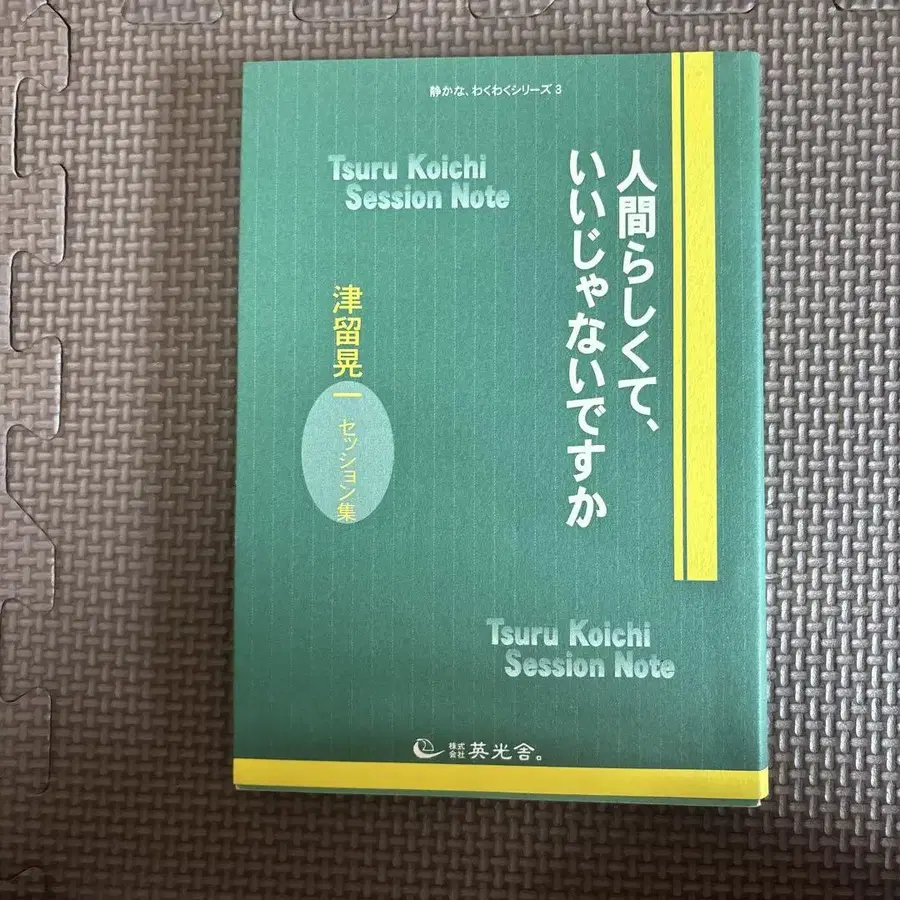 静かな、わくわくシリーズ3
人間らしくて、
いいじゃないですか
Tsuru Koichi
Session Note
津留晃一
セッション集
Tsuru Koichi
Session Note
株式会社 英光舎。